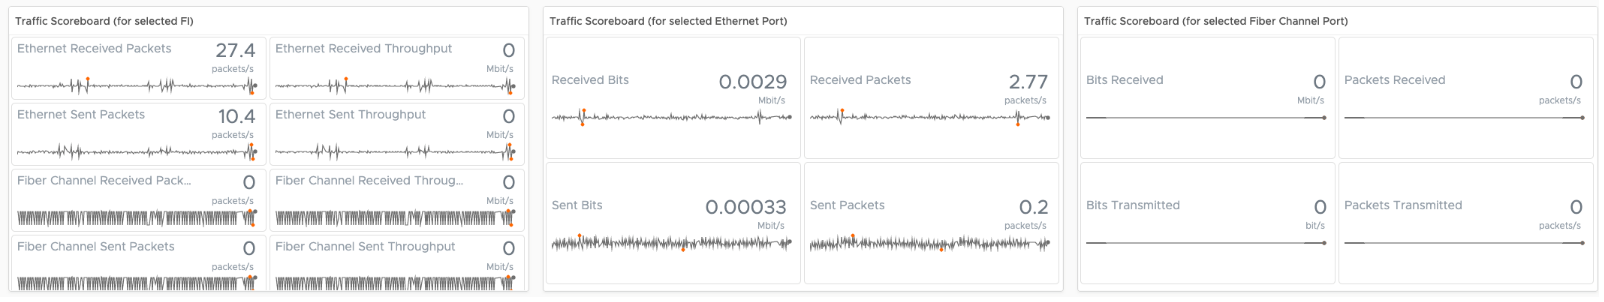 Traffic Scoreboard (for selected FI)
Ethernet Received Packets
27.4
packets/s
Ethernet Received Throughput
0
Mbit/s
Ethernet Sent Packets
10.4
packets/s
Ethernet Sent Throughput
0
Mbit/s
Fiber Channel Received Pack...
0
packets/s
Fiber Channel Received Throug...
0
Mbit/s
Fiber Channel Sent Packets
0
packets/s
Fiber Channel Sent Throughput
0
Mbit/s
Traffic Scoreboard (for selected Ethernet Port)
Received Bits
0.0029
Mbit/s
Received Packets
2.77
packets/s
Sent Bits
0.00033
Mbit/s
Sent Packets
0.2
packets/s
Traffic Scoreboard (for selected Fiber Channel Port)
Bits Received
0
Mbit/s
Packets Received
0
packets/s
Bits Transmitted
0
bit/s
Packets Transmitted
0
packets/s